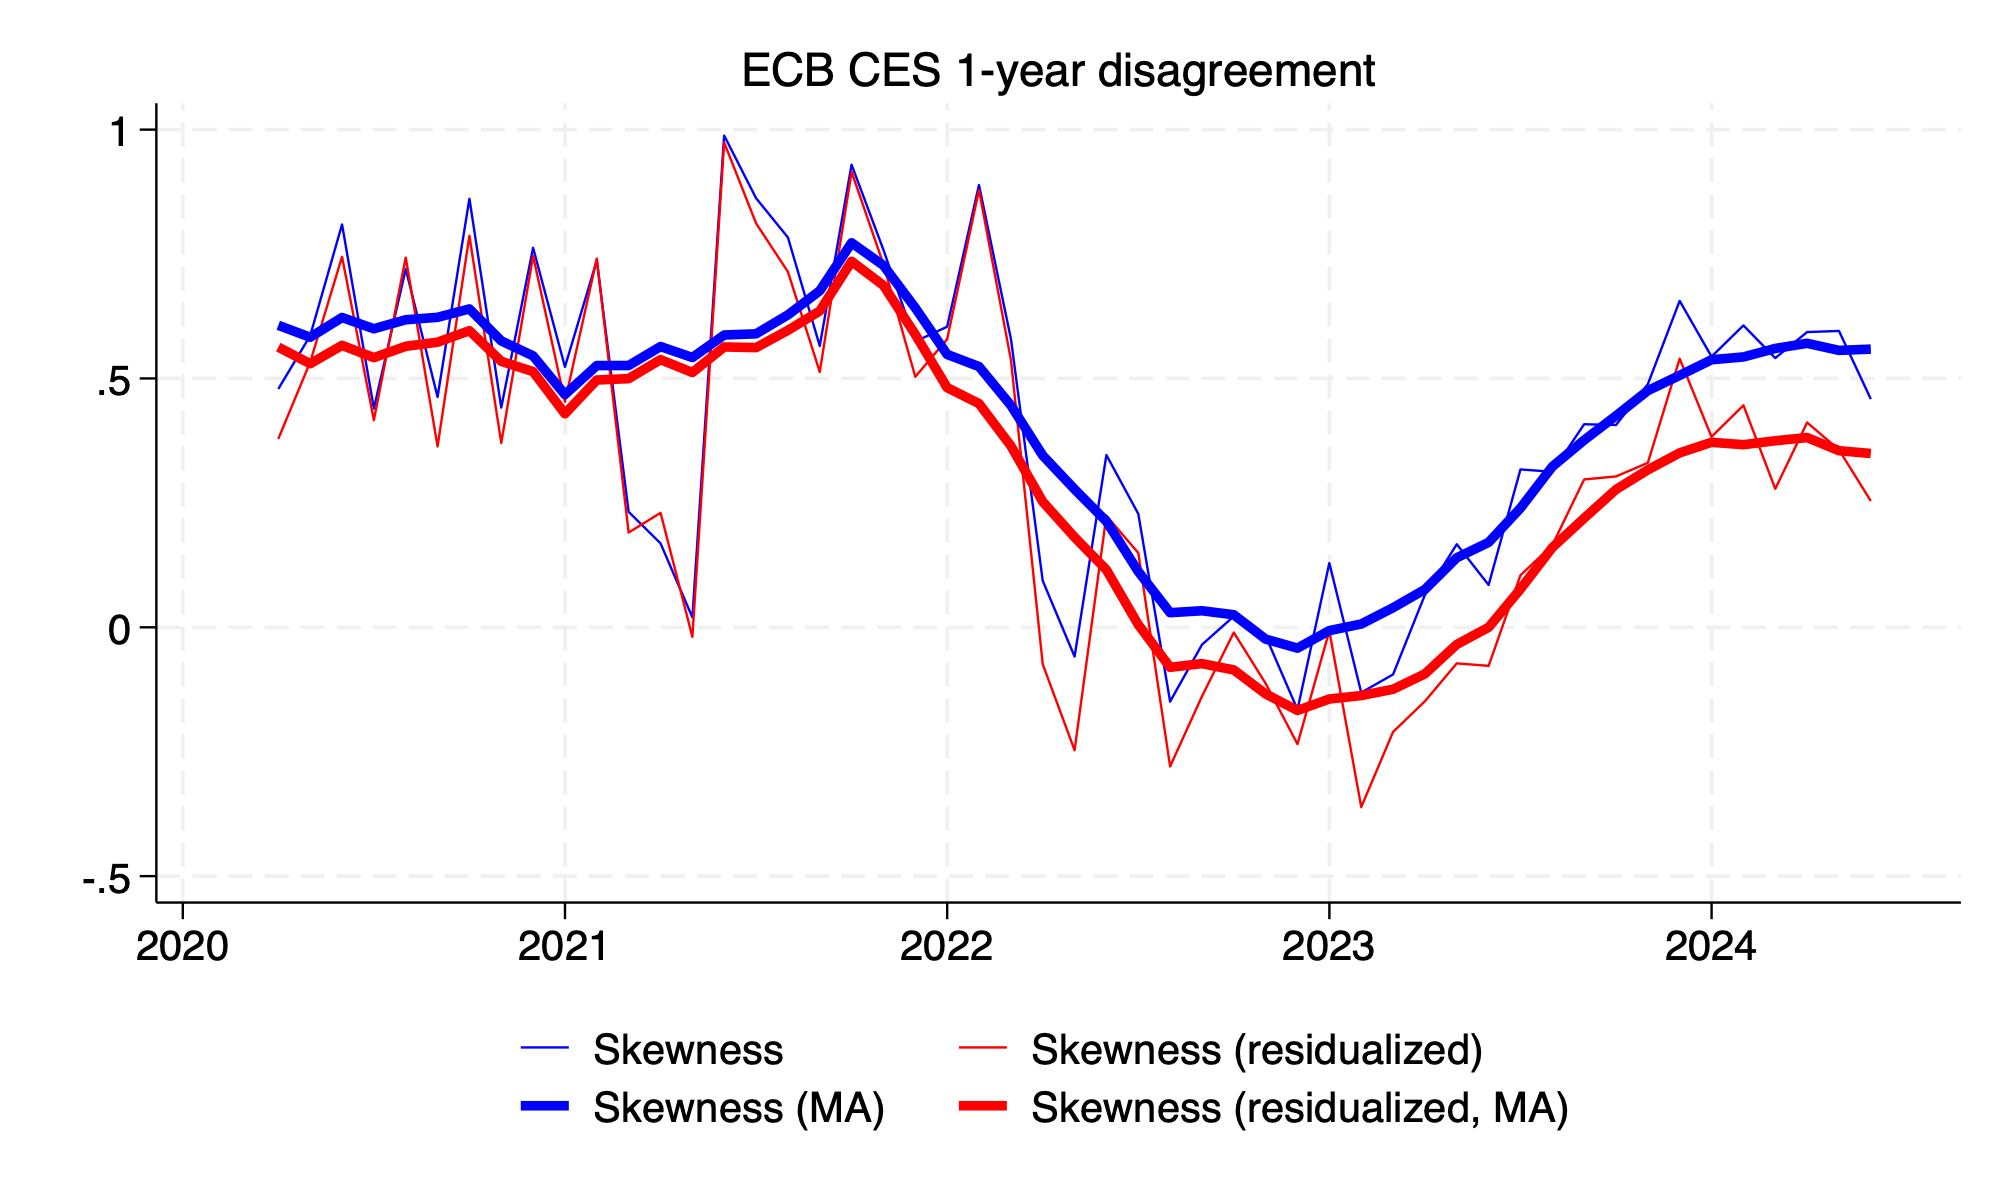 ECB CES 1-year disagreement
1
.5
0
-.5
2020 2021 2022 2023 2024
Skewness Skewness (residualized)
Skewness (MA) Skewness (residualized, MA)